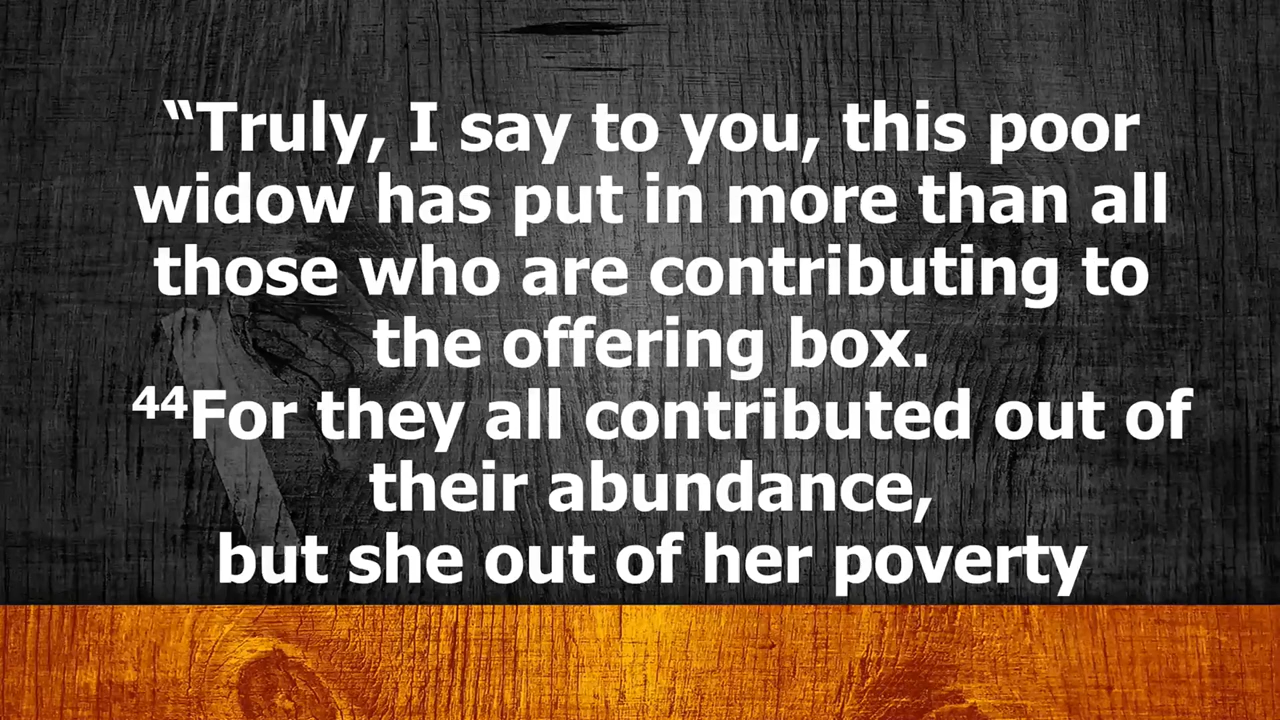 “Truly, I say to you, this poor
widow has put in more than all
those who are contributing to
the offering box.
⁴⁴For they all contributed out of
their abundance,
but she out of her poverty